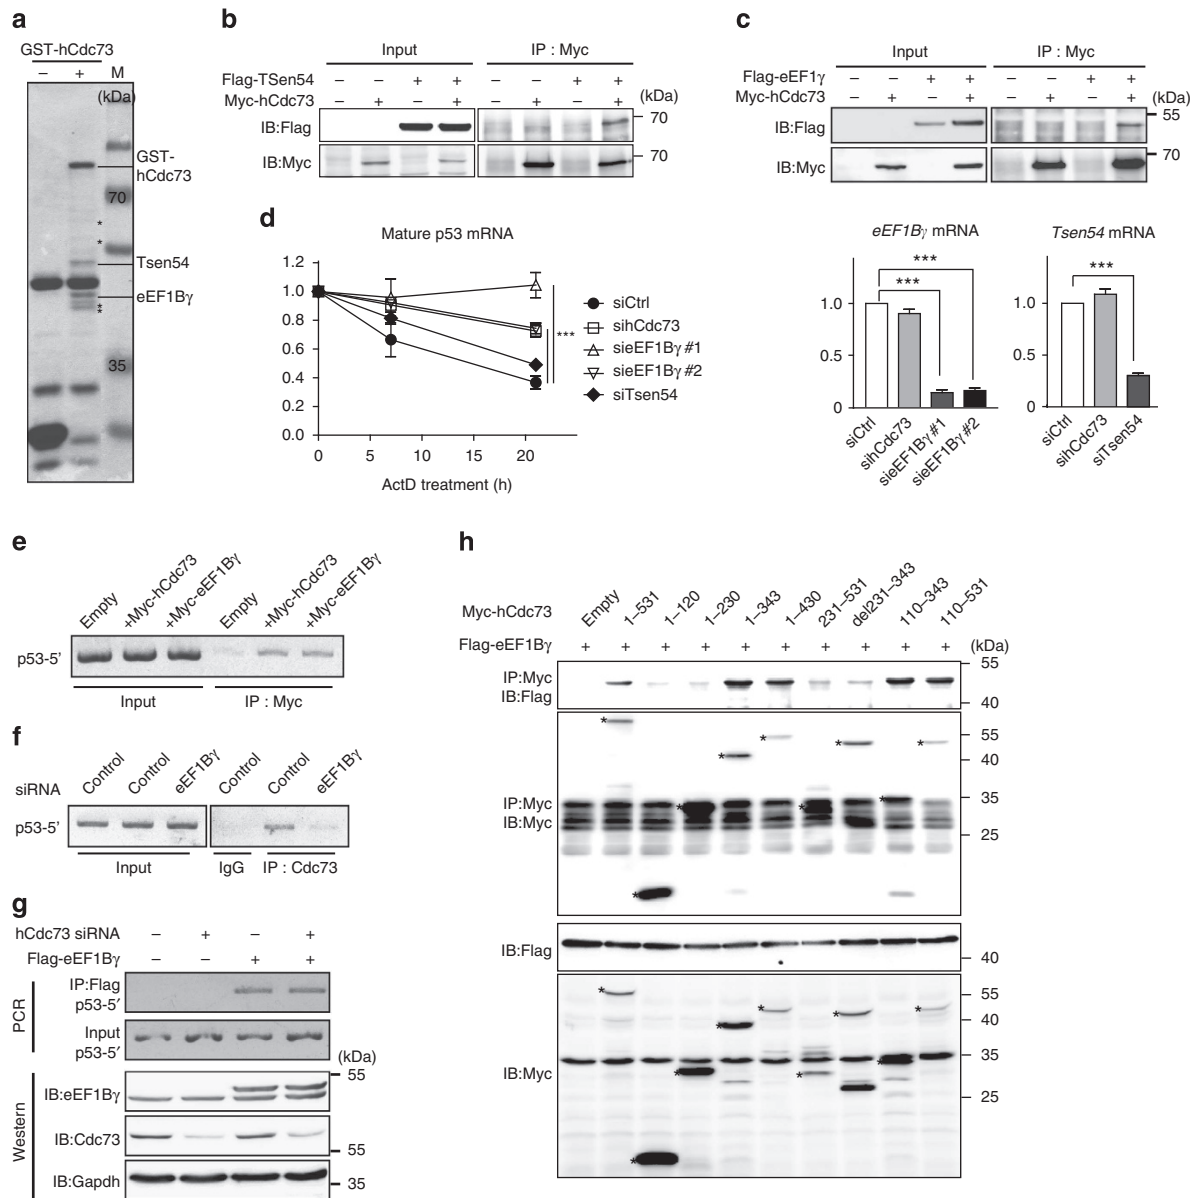 a
GST-hCdc73
– + M
(kDa)
GST-
hCdc73
70
*
*
Tsen54
eEF1Bγ
*
*
35
b
Input IP : Myc
Flag-TSen54 – – + + – – + +
Myc-hCdc73 – + – + – + – + (kDa)
IB:Flag 70
IB:Myc 70
c
Input IP : Myc
Flag-eEF1γ – – + + – – + +
Myc-hCdc73 – + – + – + – + (kDa)
IB:Flag 55
IB:Myc 70
d
Mature p53 mRNA
1.2
1.0
0.8
0.6
0.4
0.2
0.0
0 5 10 15 20
ActD treatment (h)
***
siCtrl
sihCdc73
sieEF1Bγ #1
sieEF1Bγ #2
siTsen54
eEF1Bγ mRNA
***
***
1.0
0.5
0
siCtrl
sihCdc73
sieEF1Bγ#1
sieEF1Bγ#2
Tsen54 mRNA
***
1.0
0.5
0
siCtrl
sihCdc73
siTsen54
e
Empty +Myc-hCdc73 +Myc-eEF1Bγ Empty +Myc-hCdc73 +Myc-eEF1Bγ
p53-5'
Input IP : Myc
f
siRNA Control Control eEF1Bγ Control Control eEF1Bγ
p53-5'
Input IgG IP : Cdc73
g
hCdc73 siRNA – + – +
Flag-eEF1Bγ – – + +
PCR
IP:Flag
p53-5′
Input
p53-5′
(kDa)
Western
IB:eEF1Bγ 55
IB:Cdc73 55
IB:Gapdh 35
h
Myc-hCdc73 Empty 1–531 1–120 1–230 1–343 1–430 231–531 del231–343 110–343 110–531
Flag-eEF1Bγ + + + + + + + + + + (kDa)
IP:Myc
IB:Flag
55
40
IP:Myc
IB:Myc
* * * * * * * * *
55
40
35
25
IB:Flag 40
IB:Myc
* * * * * * * * *
55
40
35
25